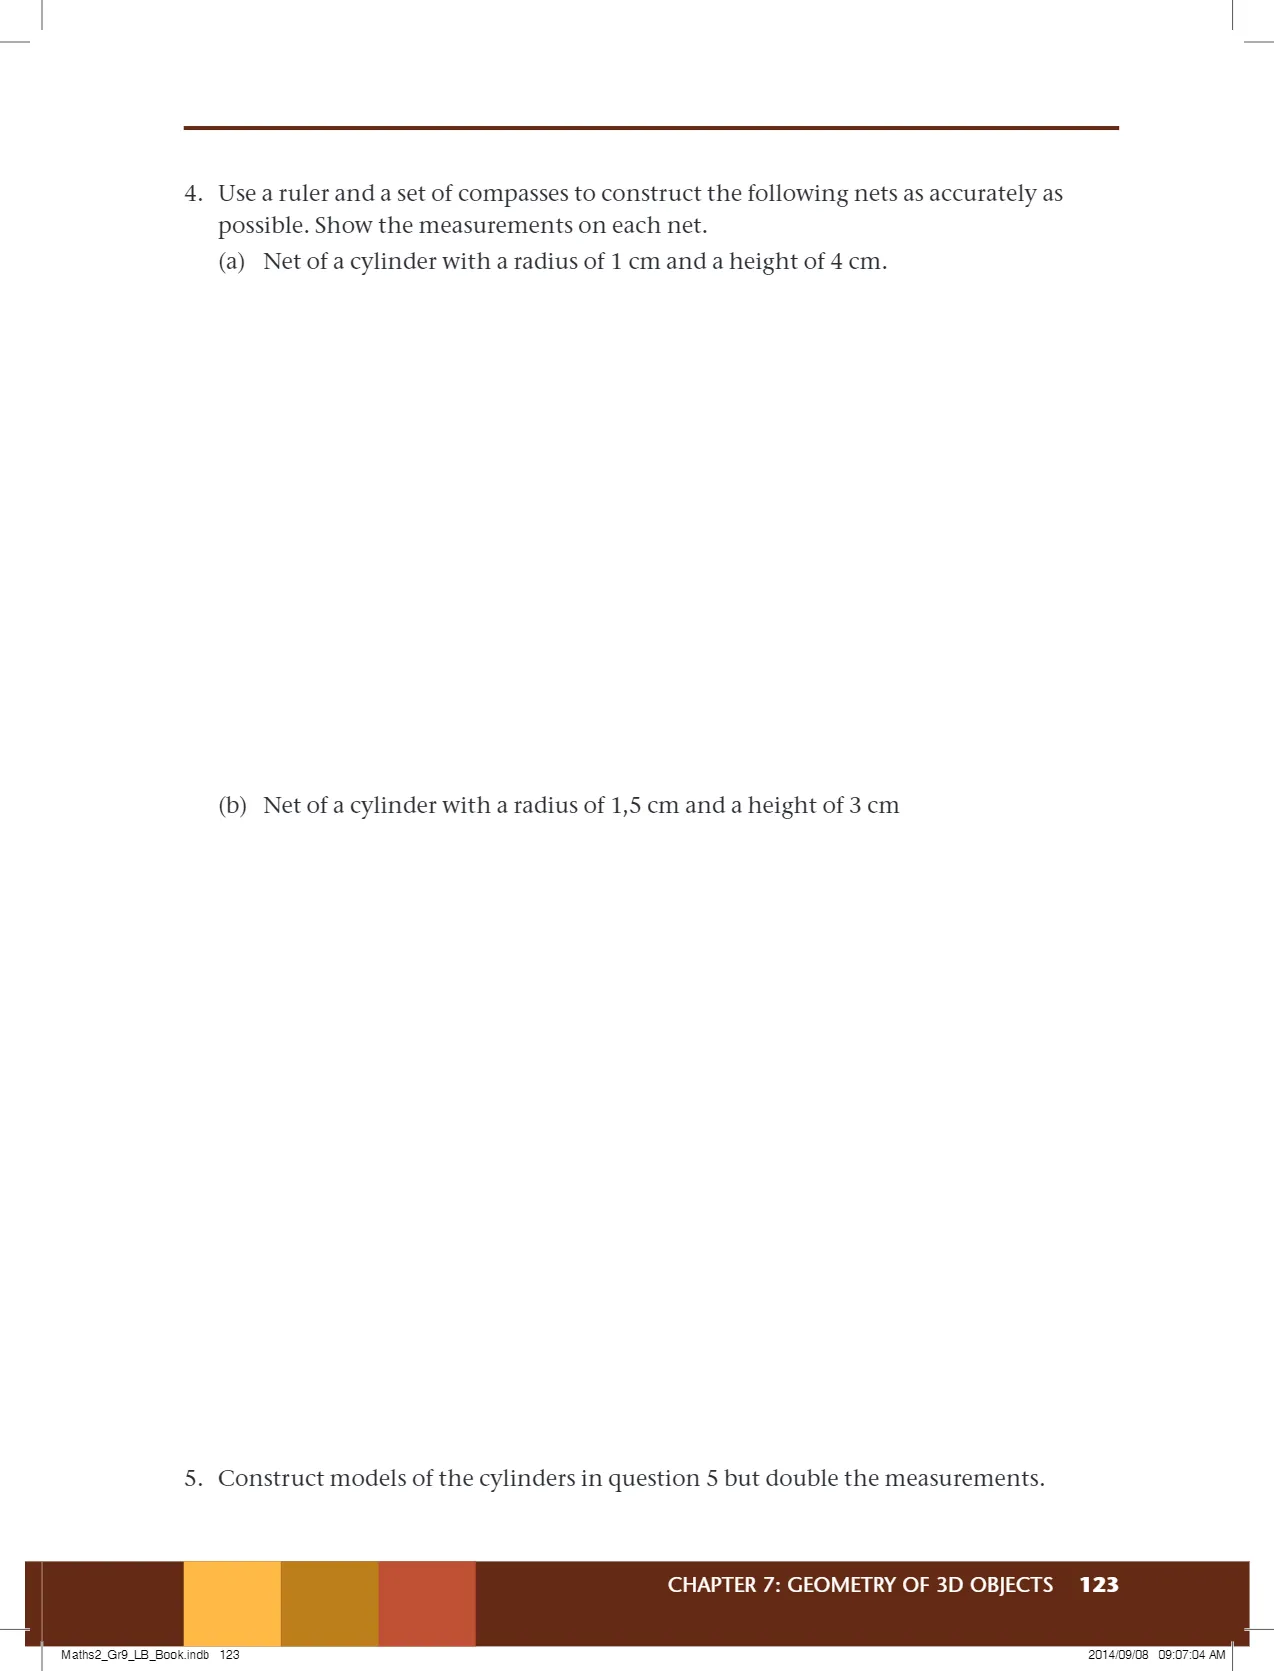 4. Use a ruler and a set of compasses to construct the following nets as accurately as
possible. Show the measurements on each net.
(a) Net of a cylinder with a radius of 1 cm and a height of 4 cm.
(b) Net of a cylinder with a radius of 1,5 cm and a height of 3 cm
5. Construct models of the cylinders in question 5 but double the measurements.
CHAPTER 7: GEOMETRY OF 3D OBJECTS 123
Maths2_Gr9_LB_Book.indb 123 2014/09/08 09:07:04 AM